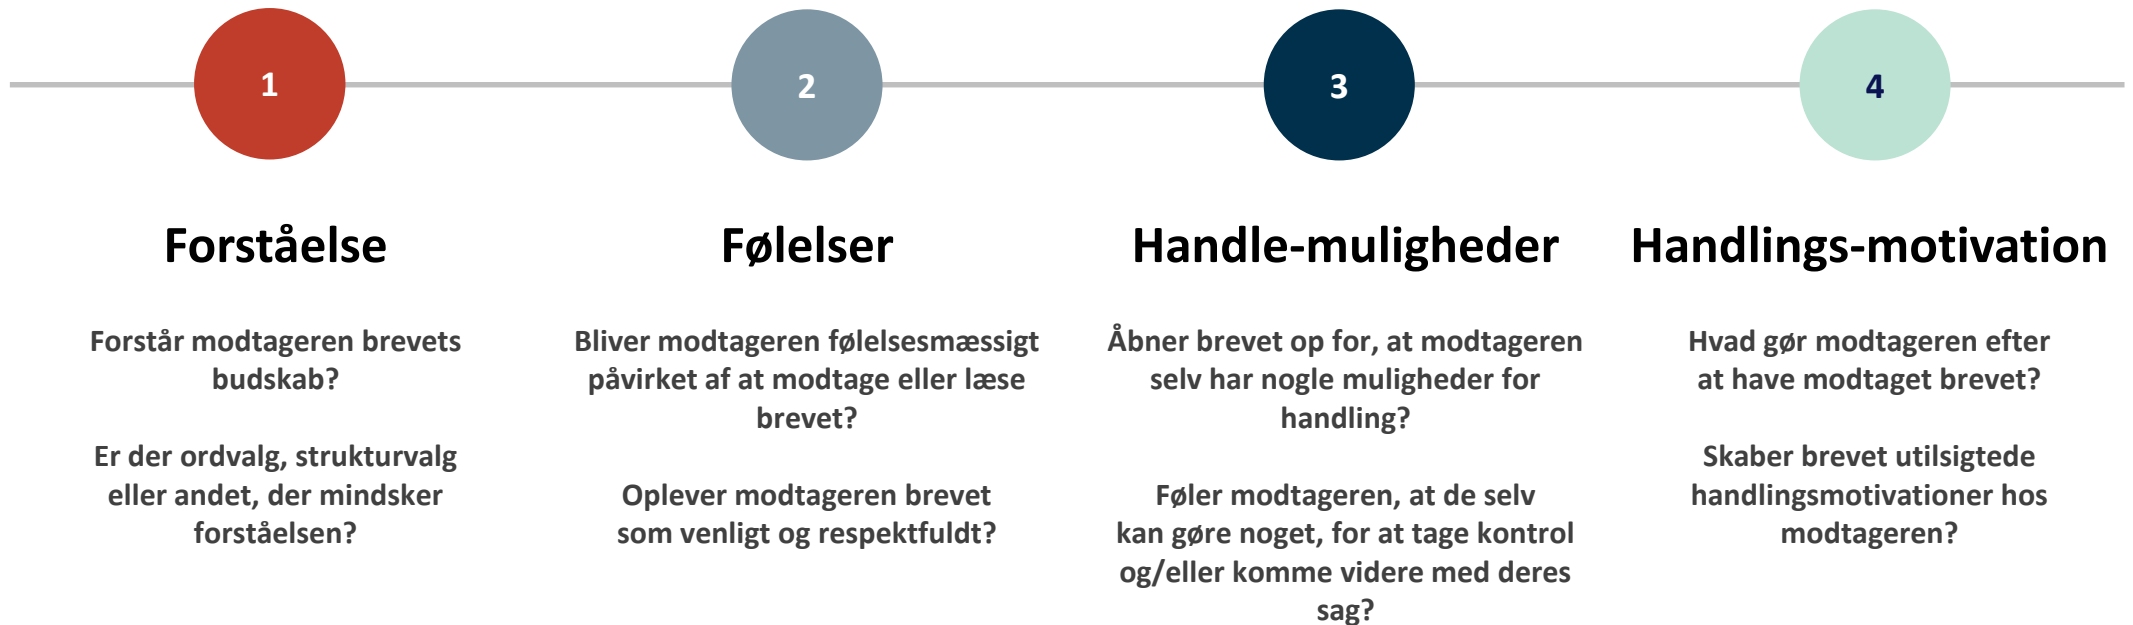 1
2
3
4
Forståelse
Forstår modtageren brevets
budskab?
Er der ordvalg, strukturvalg
eller andet, der mindsker
forståelsen?
Følelser
Bliver modtageren følelsesmæssigt
påvirket af at modtage eller læse
brevet?
Oplever modtageren brevet
som venligt og respektfuldt?
Handle-muligheder
Åbner brevet op for, at modtageren
selv har nogle muligheder for
handling?
Føler modtageren, at de selv
kan gøre noget, for at tage kontrol
og/eller komme videre med deres
sag?
Handlings-motivation
Hvad gør modtageren efter
at have modtaget brevet?
Skaber brevet utilsigtede
handlingsmotivationer hos
modtageren?